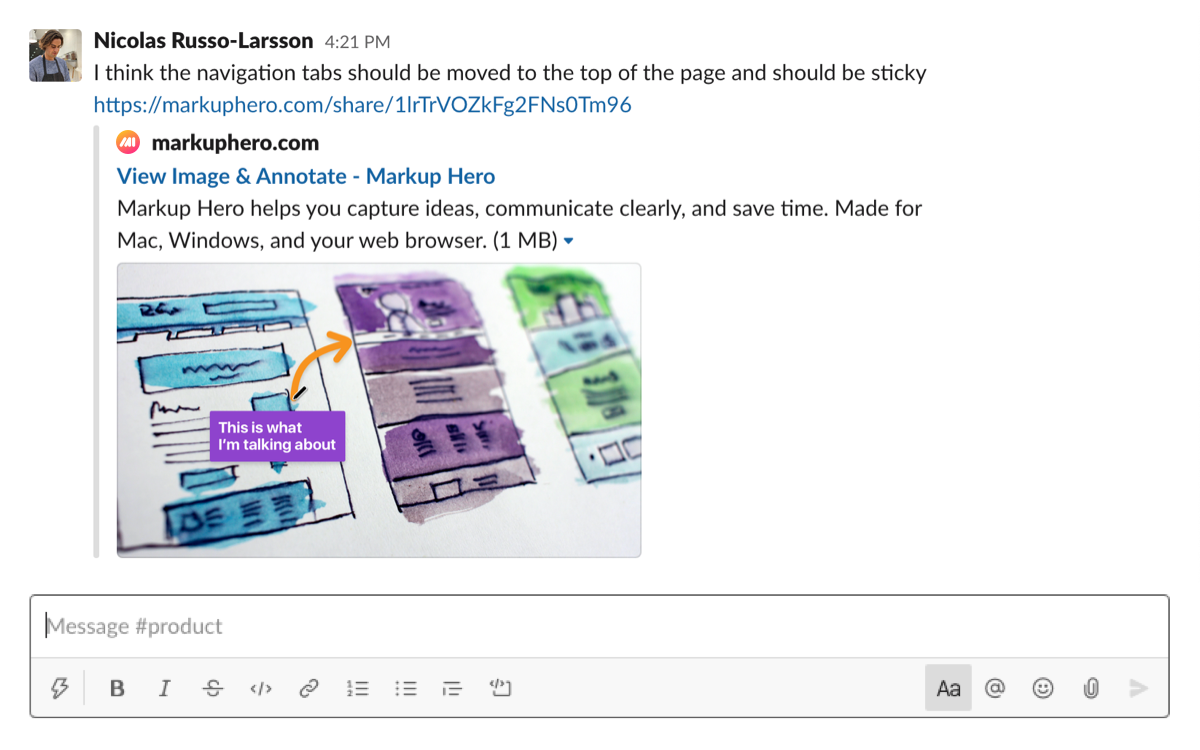 Nicolas Russo-Larsson 4:21 PM
I think the navigation tabs should be moved to the top of the page and should be sticky
https://markuphero.com/share/1lrTrVOZkFg2FNs0Tm96
markuphero.com
View Image & Annotate - Markup Hero
Markup Hero helps you capture ideas, communicate clearly, and save time. Made for
Mac, Windows, and your web browser. (1 MB)
This is what
I'm talking about
Message #product
B I S </> Aa @